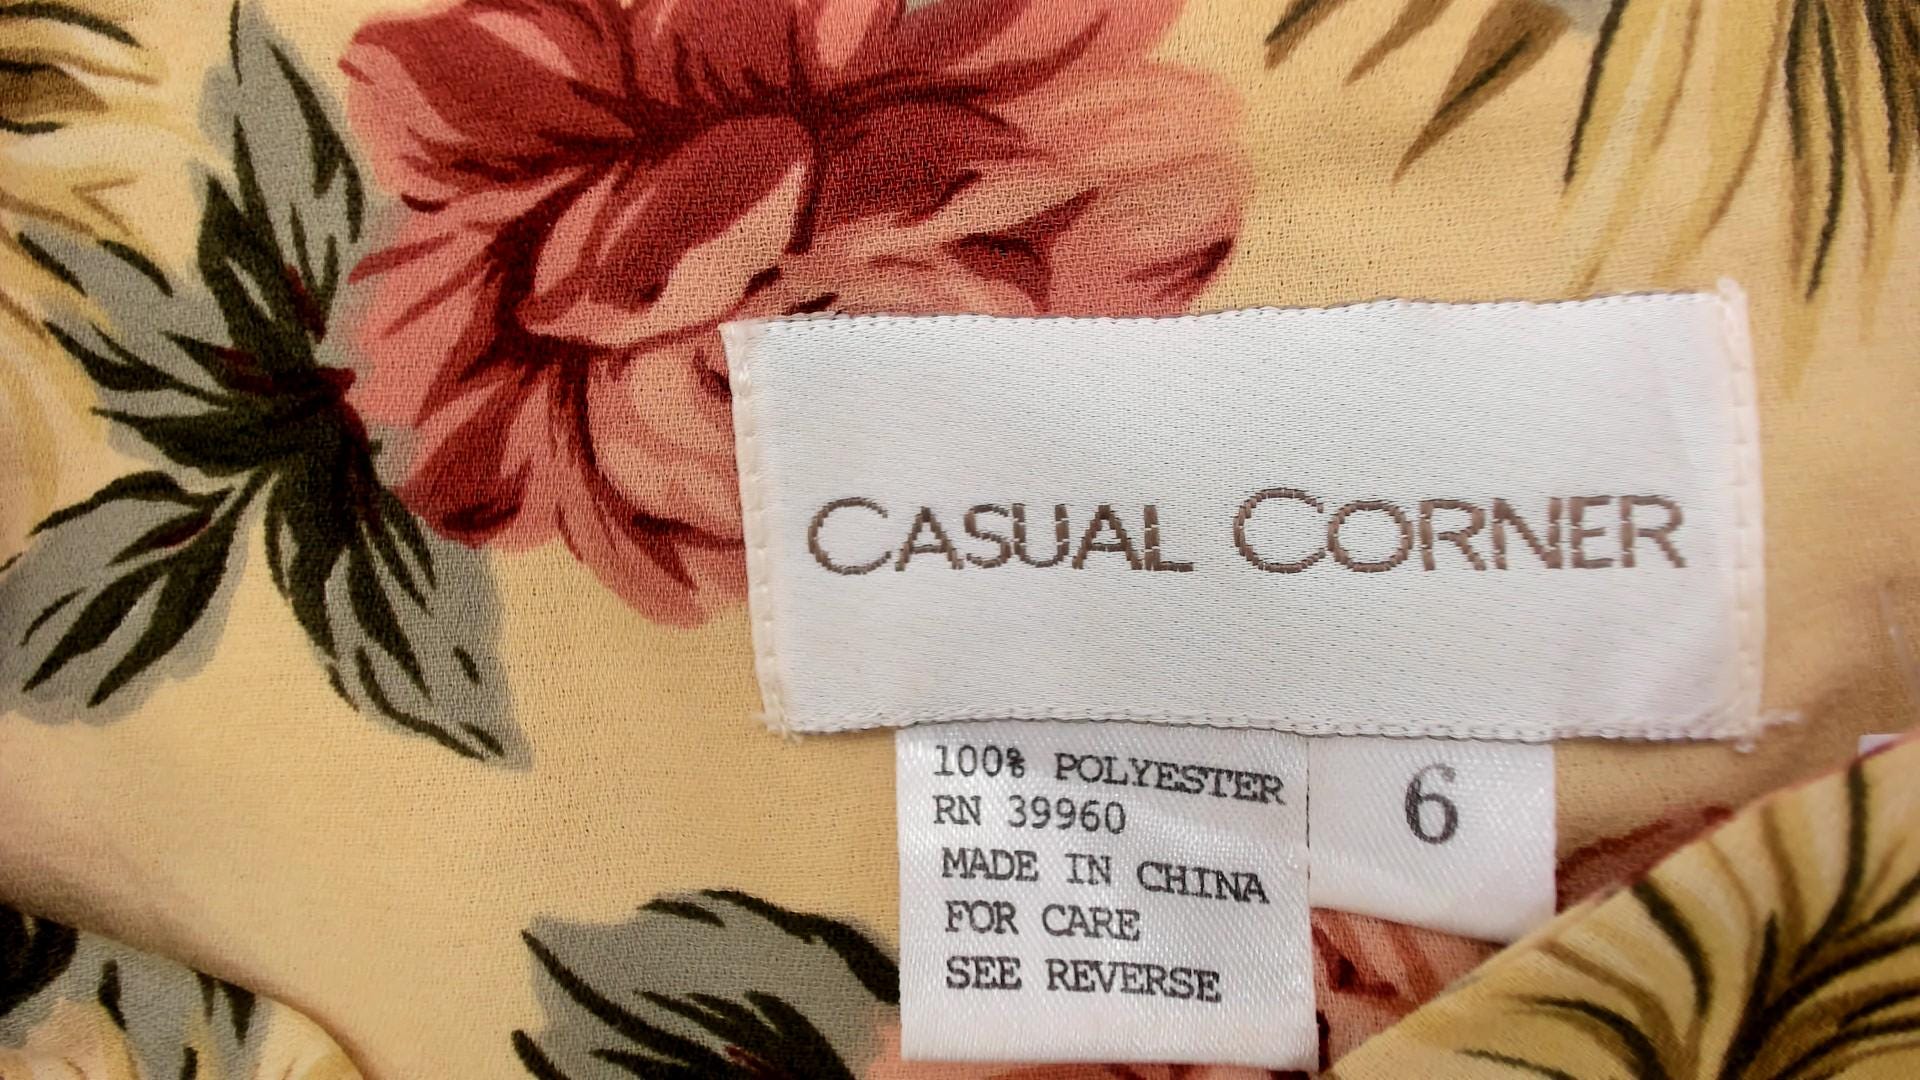 CASUAL CORNER
100% POLYESTER
RN 39960
MADE IN CHINA
FOR CARE
SEE REVERSE
6